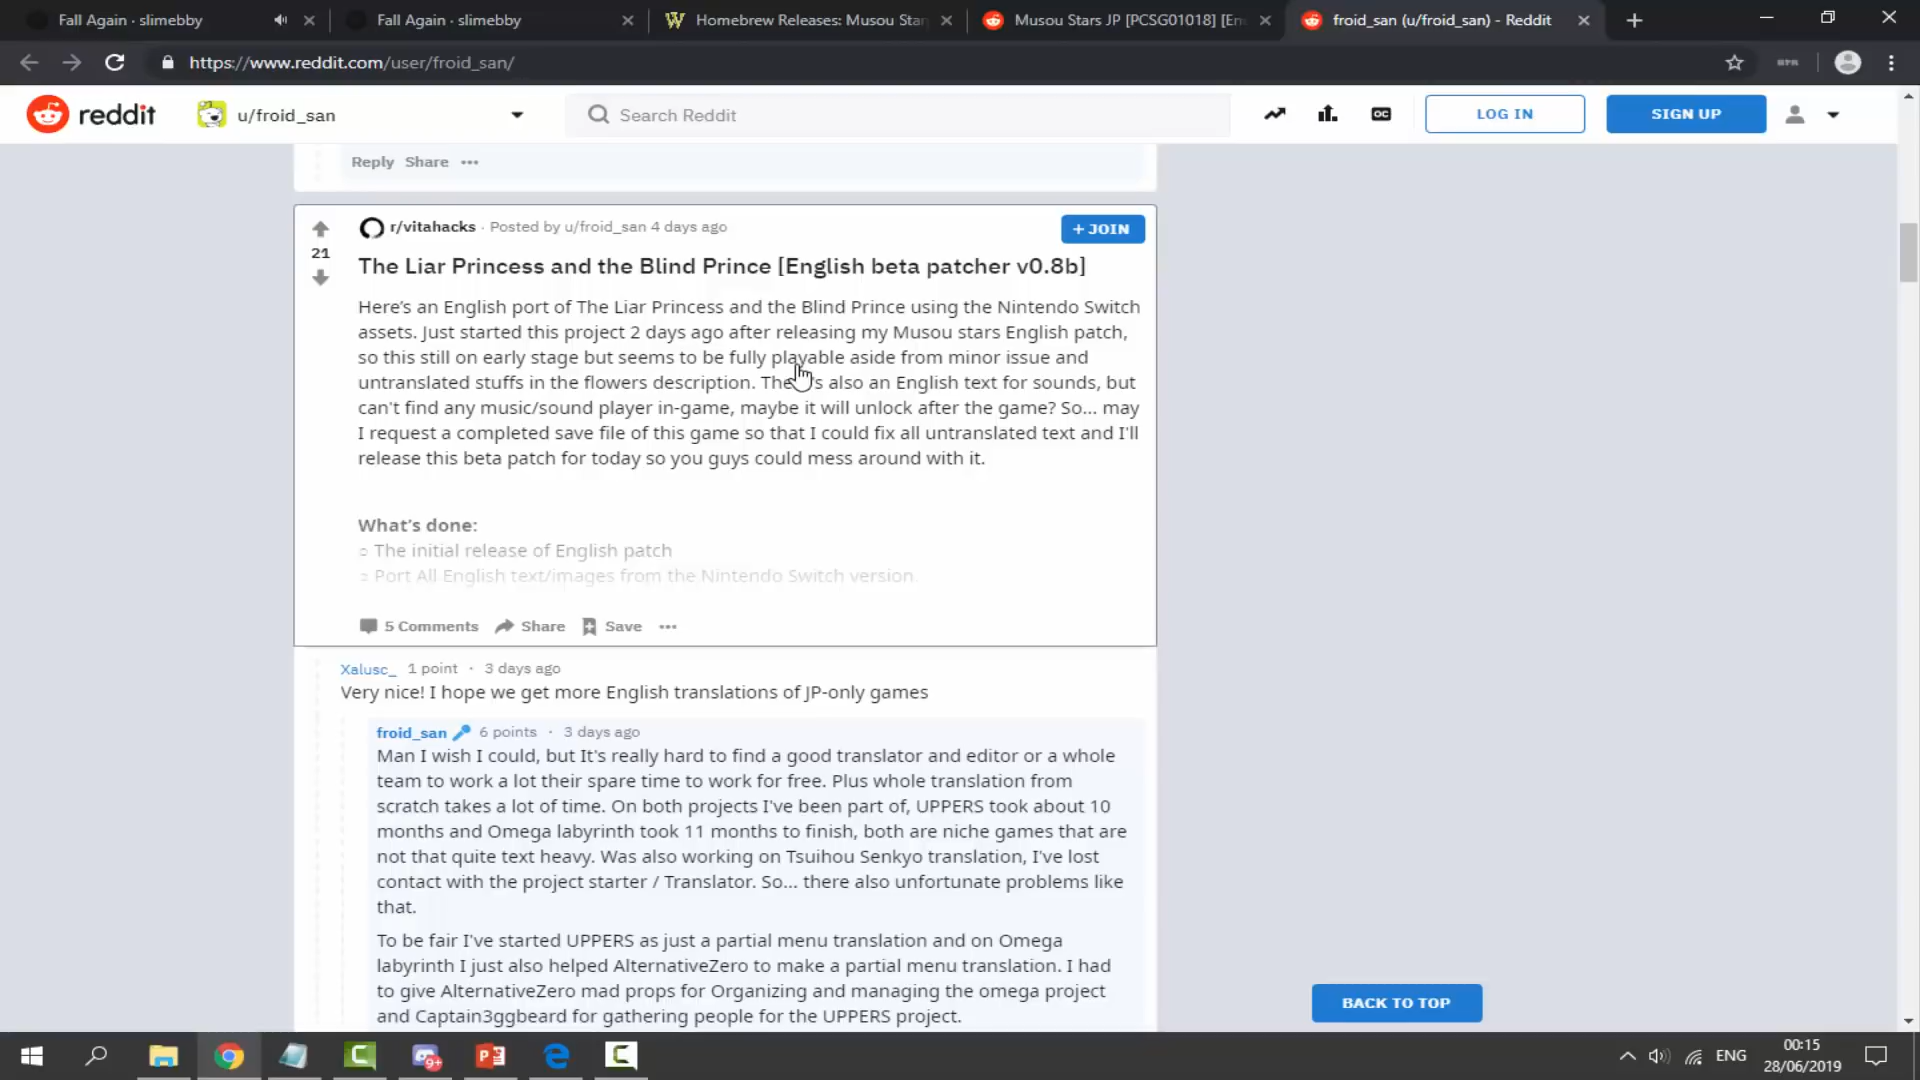 Fall Again · slimebby
Fall Again · slimebby
Homebrew Releases: Musou Star
Musou Stars JP [PCSG01018] [En
froid_san (u/froid_san) - Reddit
https://www.reddit.com/user/froid_san/
reddit
u/froid_san
Search Reddit
OC
LOG IN
SIGN UP
Reply Share ···
r/vitahacks · Posted by u/froid_san 4 days ago
+ JOIN
21
The Liar Princess and the Blind Prince [English beta patcher v0.8b]
Here's an English port of The Liar Princess and the Blind Prince using the Nintendo Switch
assets. Just started this project 2 days ago after releasing my Musou stars English patch,
so this still on early stage but seems to be fully playable aside from minor issue and
untranslated stuffs in the flowers description. The 's also an English text for sounds, but
can't find any music/sound player in-game, maybe it will unlock after the game? So... may
I request a completed save file of this game so that I could fix all untranslated text and I'll
release this beta patch for today so you guys could mess around with it.
What's done:
○ The initial release of English patch
○ Port All English text/images from the Nintendo Switch version.
5 Comments Share Save ···
Xalusc_ 1 point · 3 days ago
Very nice! I hope we get more English translations of JP-only games
froid_san 6 points · 3 days ago
Man I wish I could, but It's really hard to find a good translator and editor or a whole
team to work a lot their spare time to work for free. Plus whole translation from
scratch takes a lot of time. On both projects I've been part of, UPPERS took about 10
months and Omega labyrinth took 11 months to finish, both are niche games that are
not that quite text heavy. Was also working on Tsuihou Senkyo translation, I've lost
contact with the project starter / Translator. So... there also unfortunate problems like
that.
To be fair I've started UPPERS as just a partial menu translation and on Omega
labyrinth I just also helped AlternativeZero to make a partial menu translation. I had
to give AlternativeZero mad props for Organizing and managing the omega project
and Captain3ggbeard for gathering people for the UPPERS project.
BACK TO TOP
9+
ENG
00:15
28/06/2019